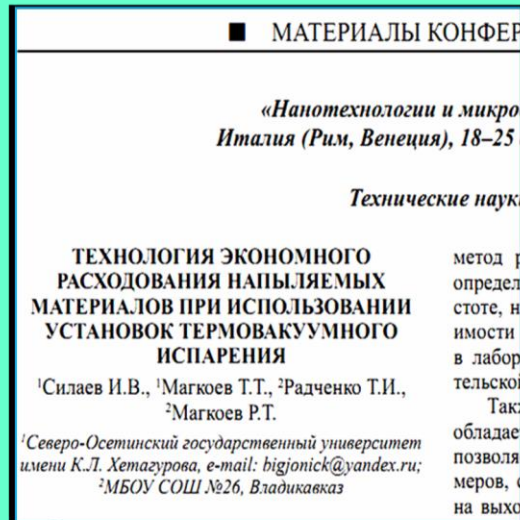 ■ МАТЕРИАЛЫ КОНФЕР
«Нанотехнологии и микро
Италия (Рим, Венеция), 18–25
Технические наук
ТЕХНОЛОГИЯ ЭКОНОМНОГО
РАСХОДОВАНИЯ НАПЫЛЯЕМЫХ
МАТЕРИАЛОВ ПРИ ИСПОЛЬЗОВАНИИ
УСТАНОВОК ТЕРМОВАКУУМНОГО
ИСПАРЕНИЯ
¹Силаев И.В., ¹Магкоев Т.Т., ²Радченко Т.И.,
²Магкоев Р.Т.
¹Северо-Осетинский государственный университет
имени К.Л. Хетагурова, e-mail: bigjonick@yandex.ru;
²МБОУ СОШ №26, Владикавказ
метод р
определ
стоте, н
имости
в лабор
тельской
Такж
обладае
позволя
меров, с
на выхо